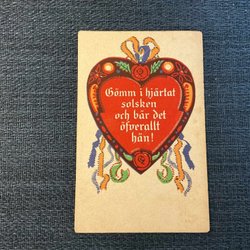 Gömm i hjärtat
solsken
och bär det
öfverallt
hän!